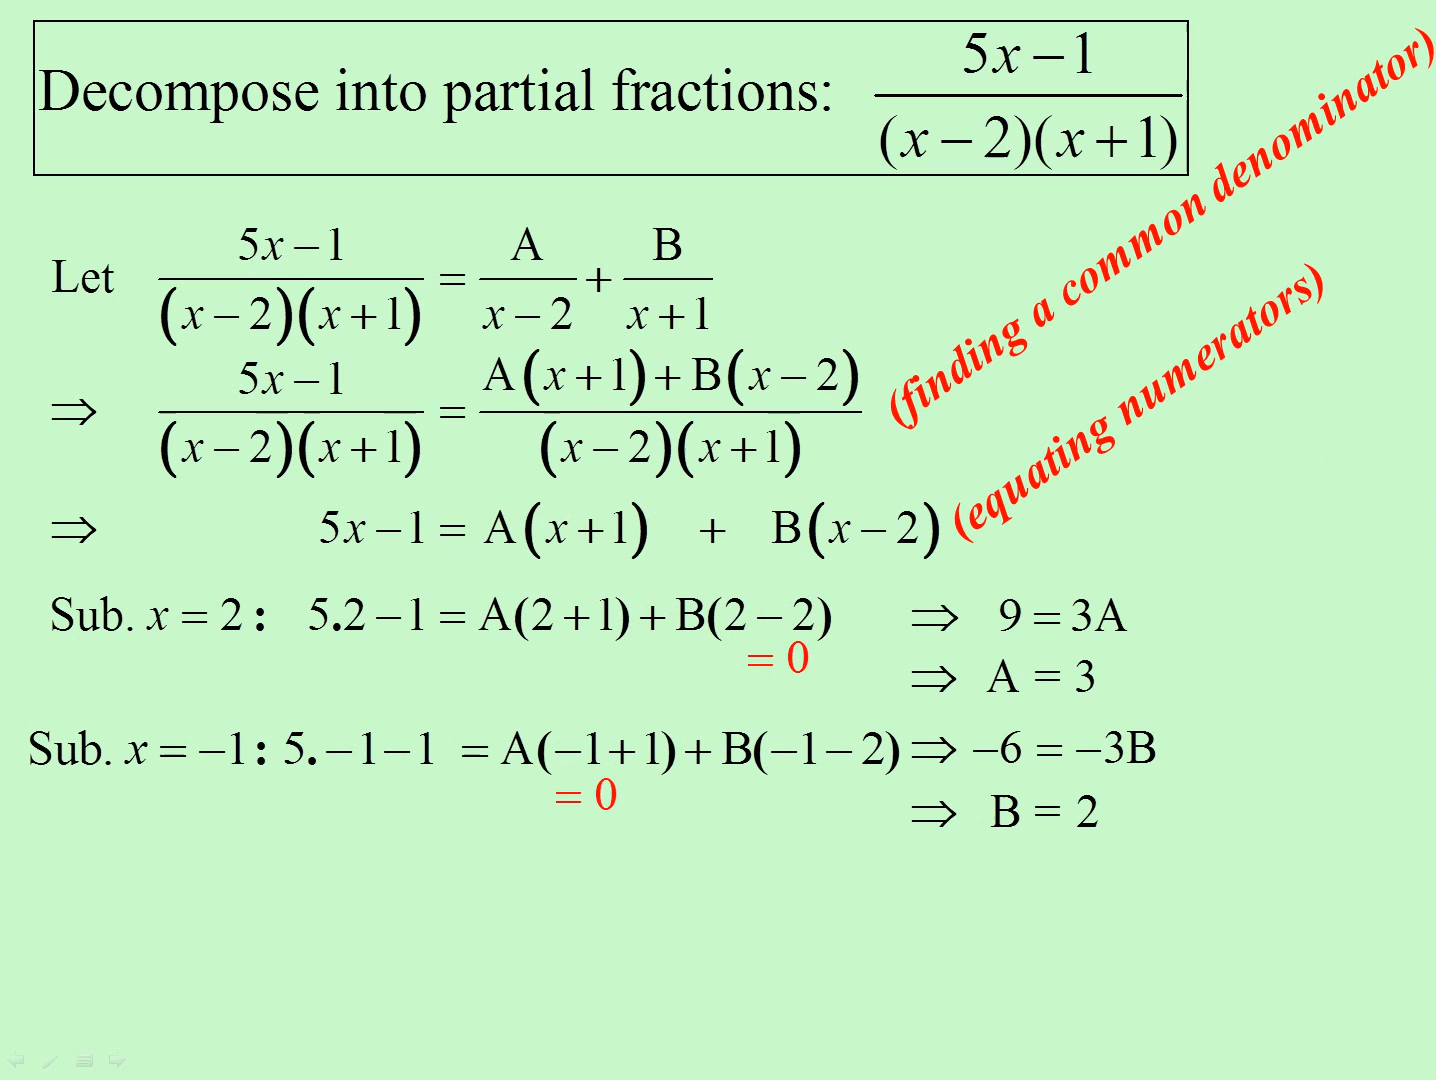 Decompose into partial fractions: (5x − 1)/((x − 2)(x + 1))
Let (5x − 1)/((x − 2)(x + 1)) = A/(x − 2) + B/(x + 1)
⇒ (5x − 1)/((x − 2)(x + 1)) = (A(x + 1) + B(x − 2))/((x − 2)(x + 1))
(finding a common denominator)
⇒ 5x − 1 = A(x + 1) + B(x − 2)
(equating numerators)
Sub. x = 2 : 5.2 − 1 = A(2 + 1) + B(2 − 2) ⇒ 9 = 3A
= 0
⇒ A = 3
Sub. x = −1 : 5. − 1 − 1 = A(−1 + 1) + B(−1 − 2) ⇒ −6 = −3B
= 0
⇒ B = 2